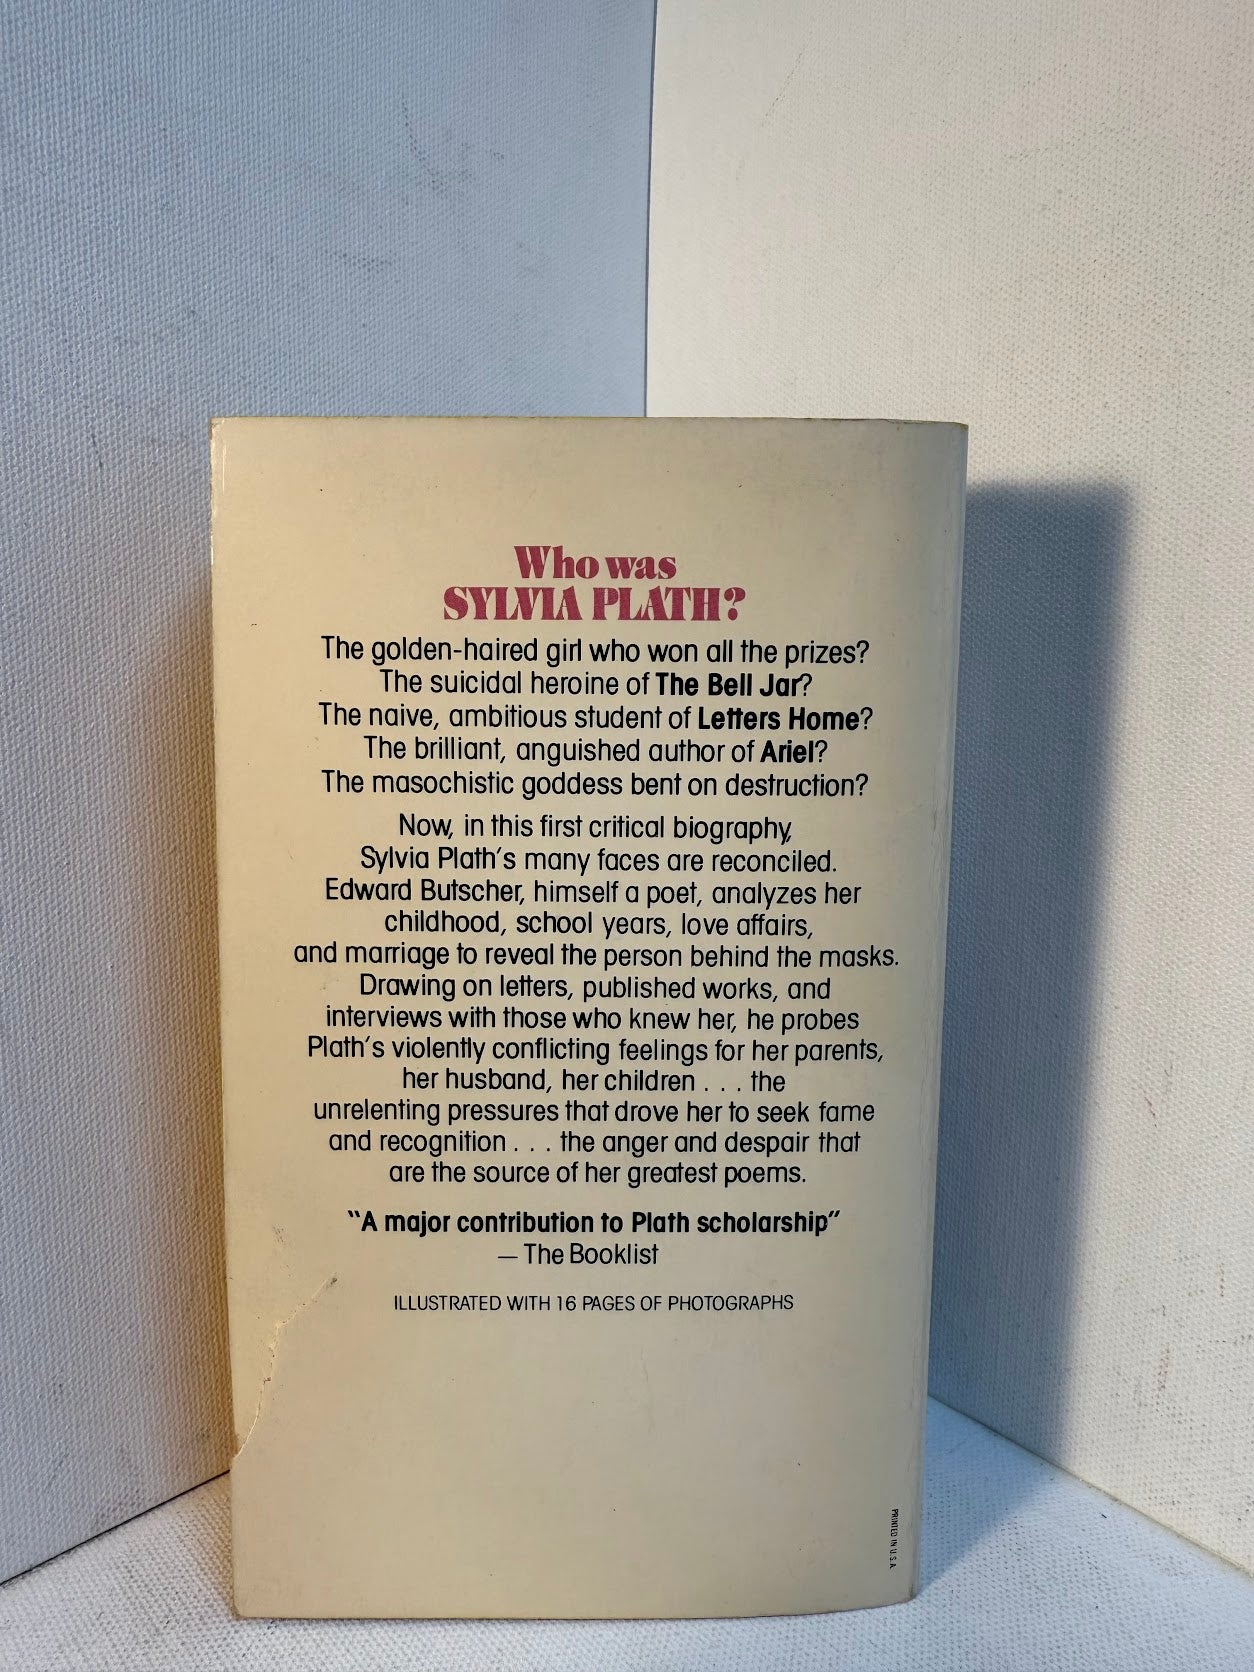 Who was
SYLVIA PLATH?
The golden-haired girl who won all the prizes?
The suicidal heroine of The Bell Jar?
The naive, ambitious student of Letters Home?
The brilliant, anguished author of Ariel?
The masochistic goddess bent on destruction?
Now, in this first critical biography,
Sylvia Plath's many faces are reconciled.
Edward Butscher, himself a poet, analyzes her
childhood, school years, love affairs,
and marriage to reveal the person behind the masks.
Drawing on letters, published works, and
interviews with those who knew her, he probes
Plath's violently conflicting feelings for her parents,
her husband, her children . . . the
unrelenting pressures that drove her to seek fame
and recognition . . . the anger and despair that
are the source of her greatest poems.
"A major contribution to Plath scholarship"
— The Booklist
ILLUSTRATED WITH 16 PAGES OF PHOTOGRAPHS
PRINTED IN U.S.A.